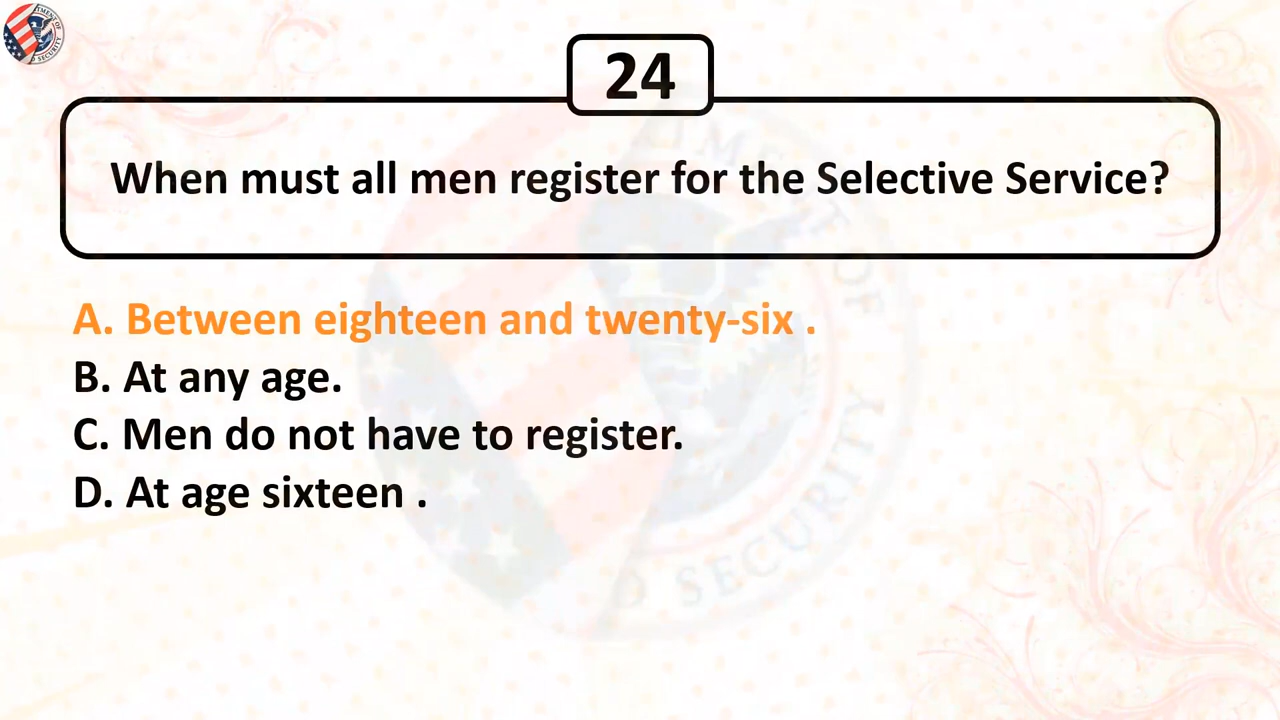 24
When must all men register for the Selective Service?
A. Between eighteen and twenty-six .
B. At any age.
C. Men do not have to register.
D. At age sixteen .